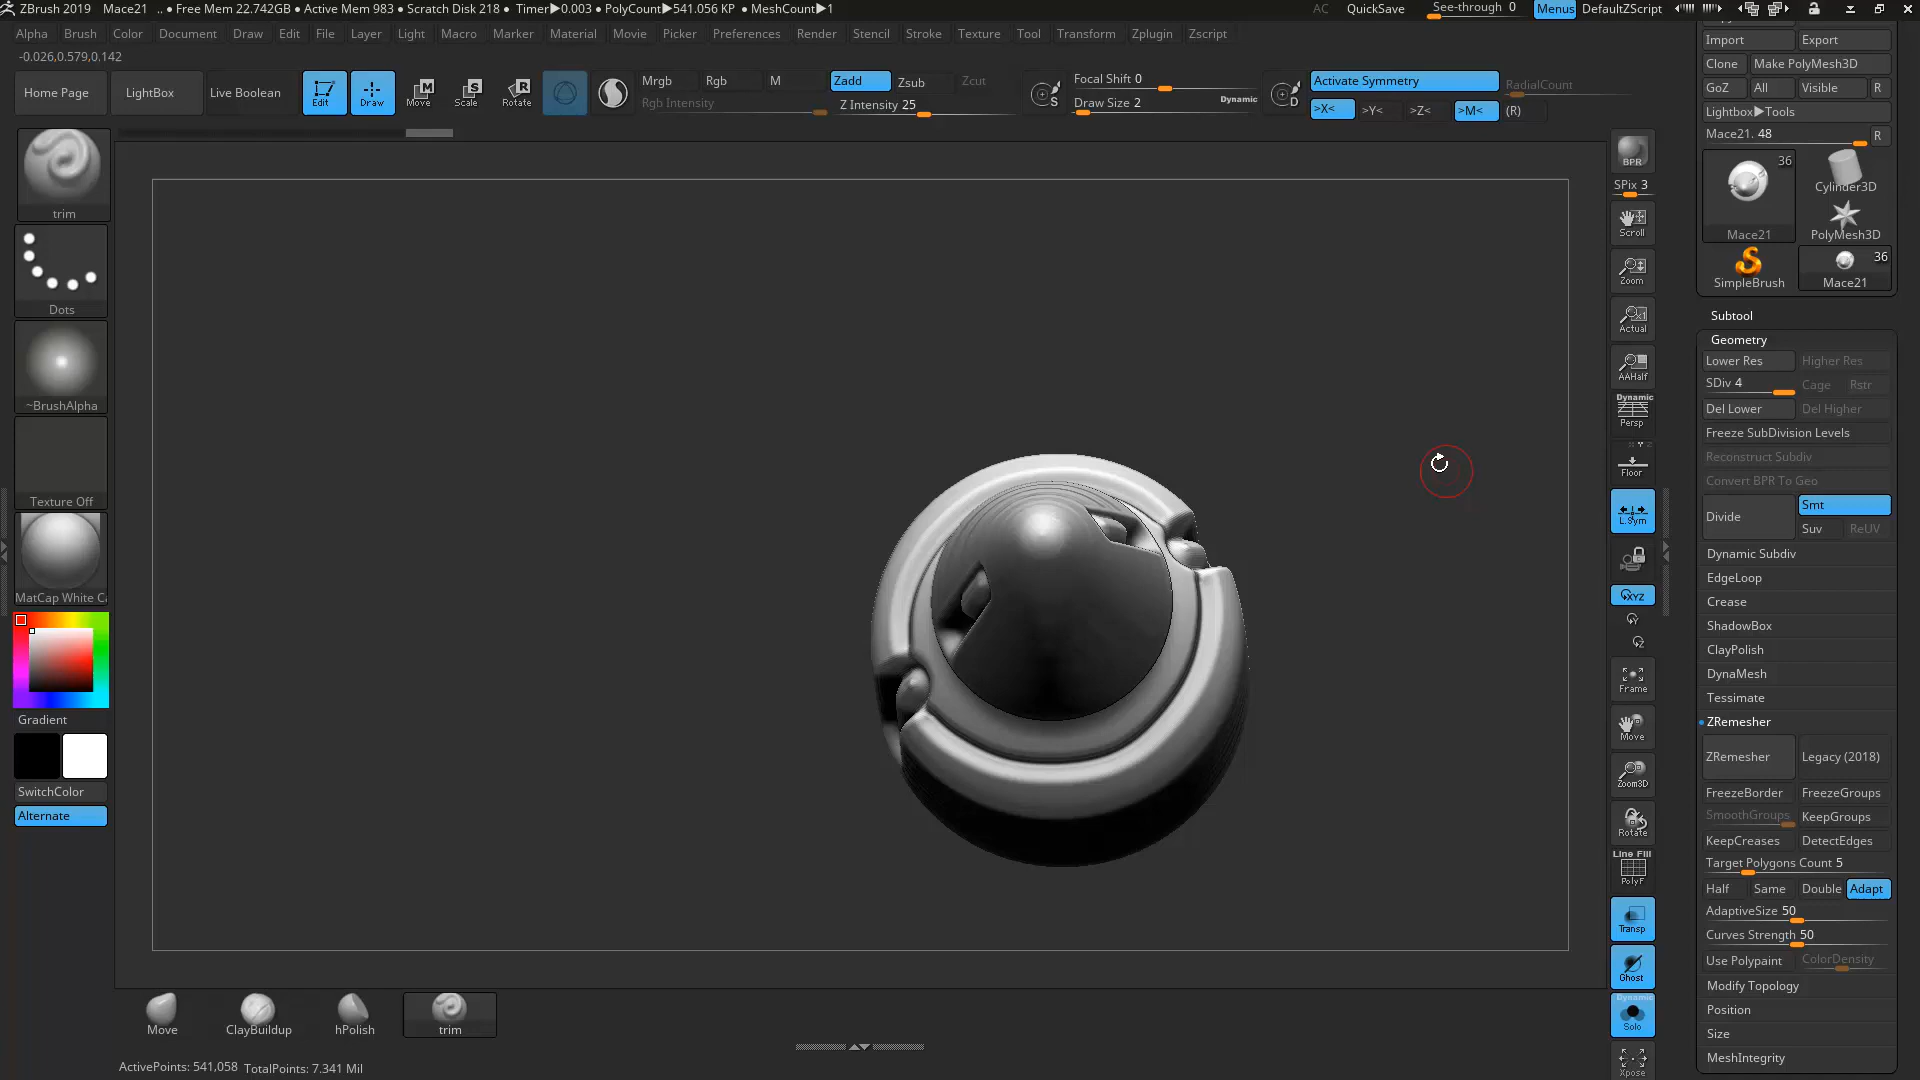 ZBrush 2019 Mace21 .. ● Free Mem 22.742GB ● Active Mem 983 ● Scratch Disk 218 ● Timer▶0.003 ● PolyCount▶541.056 KP ● MeshCount▶1 AC QuickSave See-through 0 Menus DefaultZScript
Alpha Brush Color Document Draw Edit File Layer Light Macro Marker Material Movie Picker Preferences Render Stencil Stroke Texture Tool Transform Zplugin Zscript
-0.026,0.579,0.142
Home Page LightBox Live Boolean Edit Draw Move Scale Rotate
Mrgb Rgb M Zadd Zsub Zcut
Rgb Intensity Z Intensity 25
Focal Shift 0
Draw Size 2 Dynamic
S D
Activate Symmetry RadialCount
>X< >Y< >Z< >M< (R)
trim
Dots
~BrushAlpha
Texture Off
MatCap White Ca
Gradient
SwitchColor
Alternate
BPR
SPix 3
Scroll
Zoom
Actual
AAHalf
Dynamic
Persp
Floor
L.Sym
XYZ
Frame
Move
Zoom3D
Rotate
Line Fill
PolyF
Transp
Ghost
Dynamic
Solo
Xpose
Import Export
Clone Make PolyMesh3D
GoZ All Visible R
Lightbox▶Tools
Mace21. 48 R
36
Mace21
Cylinder3D
PolyMesh3D
SimpleBrush
36
Mace21
Subtool
Geometry
Lower Res Higher Res
SDiv 4 Cage Rstr
Del Lower Del Higher
Freeze SubDivision Levels
Reconstruct Subdiv
Convert BPR To Geo
Divide Smt
Suv ReUV
Dynamic Subdiv
EdgeLoop
Crease
ShadowBox
ClayPolish
DynaMesh
Tessimate
ZRemesher
ZRemesher Legacy (2018)
FreezeBorder FreezeGroups
SmoothGroups KeepGroups
KeepCreases DetectEdges
Target Polygons Count 5
Half Same Double Adapt
AdaptiveSize 50
Curves Strength 50
Use Polypaint ColorDensity
Modify Topology
Position
Size
MeshIntegrity
Move ClayBuildup hPolish trim
ActivePoints: 541,058 TotalPoints: 7.341 Mil